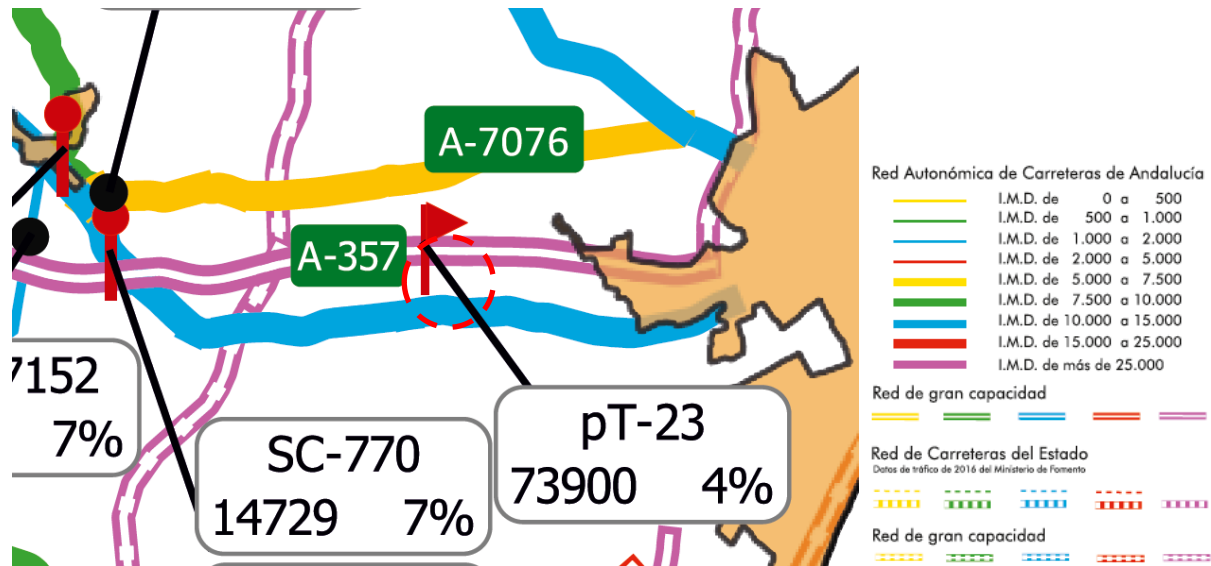 A-7076
A-357
7152
7%
SC-770
14729 7%
pT-23
73900 4%
Red Autonómica de Carreteras de Andalucía
I.M.D. de 0 a 500
I.M.D. de 500 a 1.000
I.M.D. de 1.000 a 2.000
I.M.D. de 2.000 a 5.000
I.M.D. de 5.000 a 7.500
I.M.D. de 7.500 a 10.000
I.M.D. de 10.000 a 15.000
I.M.D. de 15.000 a 25.000
I.M.D. de más de 25.000
Red de gran capacidad
Red de Carreteras del Estado
Datos de tráfico de 2016 del Ministerio de Fomento
Red de gran capacidad